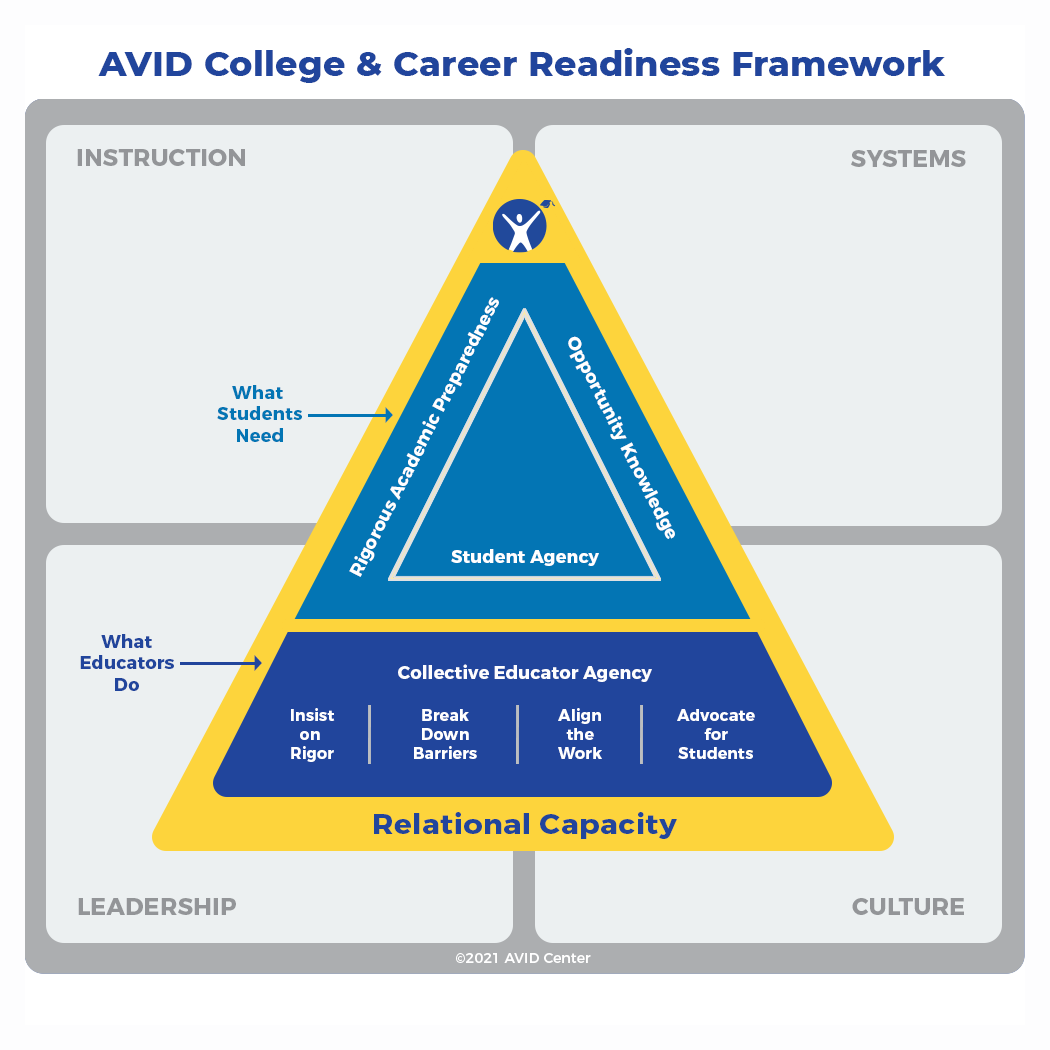 AVID College & Career Readiness Framework
INSTRUCTION
SYSTEMS
Rigorous Academic Preparedness
Opportunity Knowledge
What
Students
Need
Student Agency
What
Educators
Do
Collective Educator Agency
Insist
on
Rigor
Break
Down
Barriers
Align
the
Work
Advocate
for
Students
Relational Capacity
LEADERSHIP
CULTURE
©2021 AVID Center